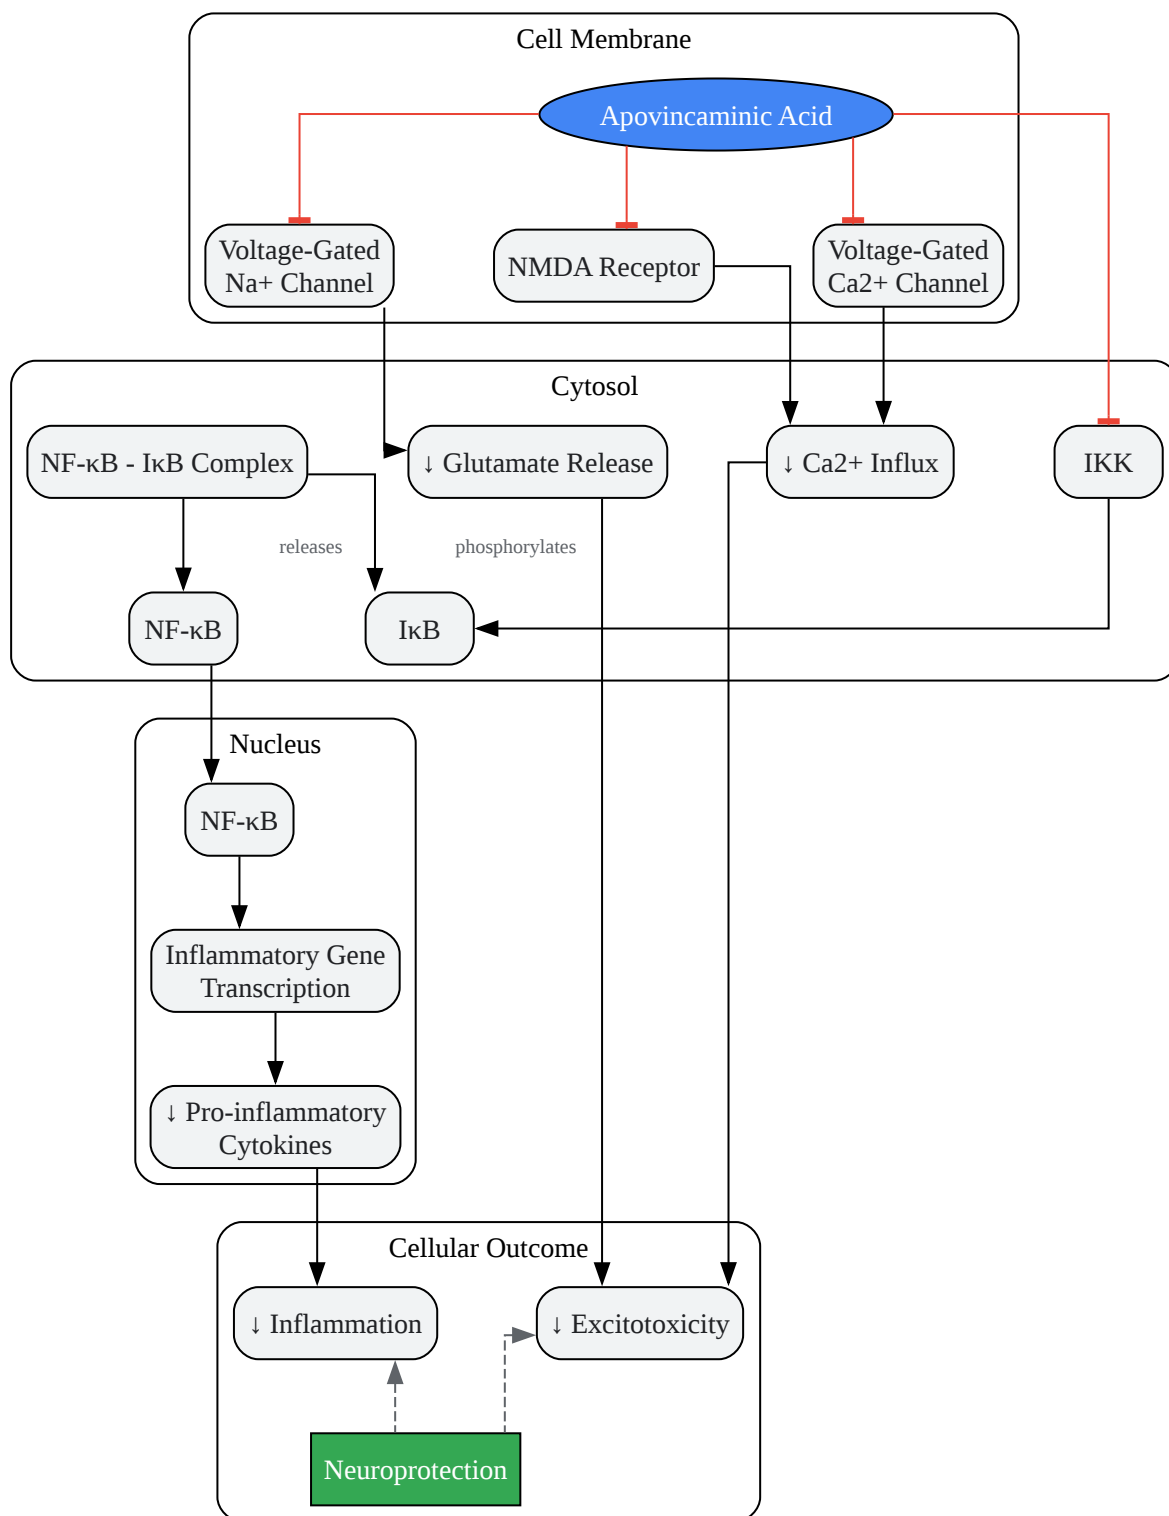 Cell Membrane
Apovincaminic Acid
Voltage-Gated
Na+ Channel
NMDA Receptor
Voltage-Gated
Ca2+ Channel
Cytosol
NF-κB - IκB Complex
↓ Glutamate Release
↓ Ca2+ Influx
IKK
releases
phosphorylates
NF-κB
IκB
Nucleus
NF-κB
Inflammatory Gene
Transcription
↓ Pro-inflammatory
Cytokines
Cellular Outcome
↓ Inflammation
↓ Excitotoxicity
Neuroprotection